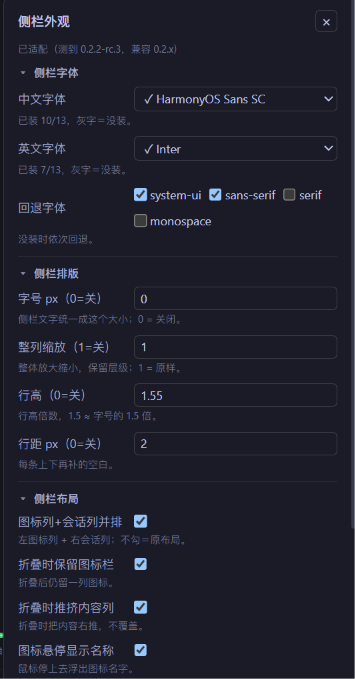 侧栏外观
×
已适配（测到 0.2.2-rc.3，兼容 0.2.x）
侧栏字体
中文字体
✓ HarmonyOS Sans SC
已装 10/13，灰字＝没装。
英文字体
✓ Inter
已装 7/13，灰字＝没装。
回退字体
system-ui
sans-serif
serif
monospace
没装时依次回退。
侧栏排版
字号 px（0=关）
0
侧栏文字统一成这个大小；0 = 关闭。
整列缩放（1=关）
1
整体放大缩小，保留层级；1 = 原样。
行高（0=关）
1.55
行高倍数，1.5 ≈ 字号的 1.5 倍。
行距 px（0=关）
2
每条上下再补的空白。
侧栏布局
图标列+会话列并排
左图标列 + 右会话列；不勾＝原布局。
折叠时保留图标栏
折叠后仍留一列图标。
折叠时推挤内容列
折叠时把内容右推，不覆盖。
图标悬停显示名称
鼠标停上去浮出图标名字。